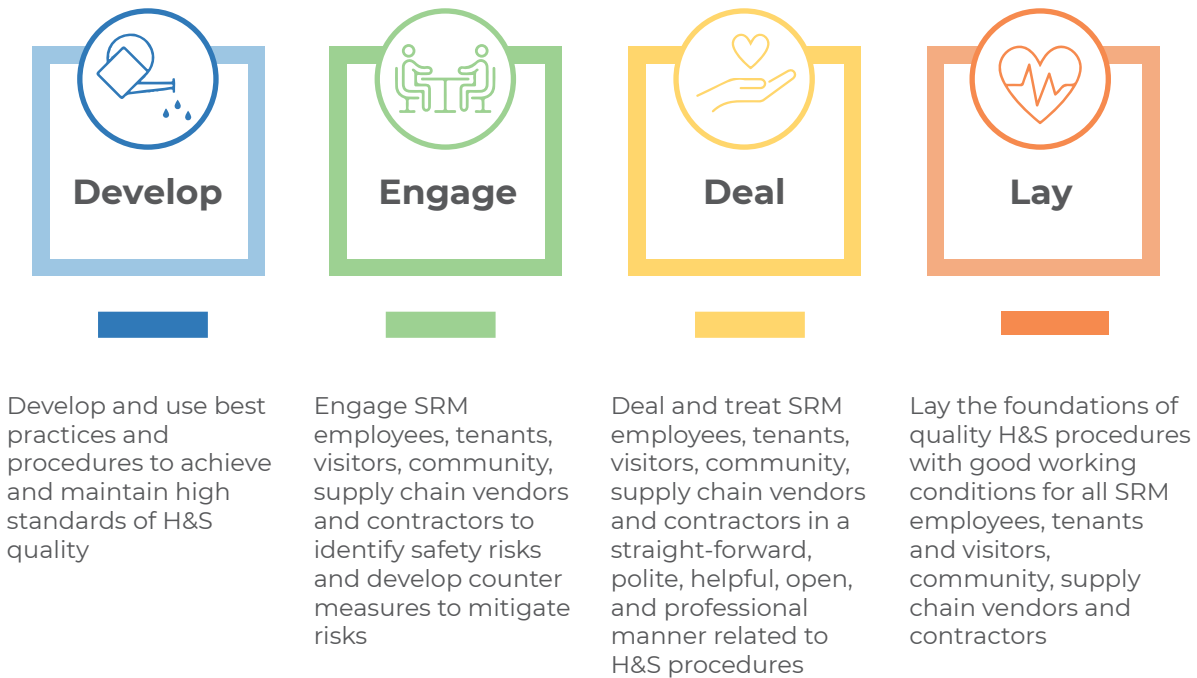 Develop
Engage
Deal
Lay
Develop and use best
practices and
procedures to achieve
and maintain high
standards of H&S
quality
Engage SRM
employees, tenants,
visitors, community,
supply chain vendors
and contractors to
identify safety risks
and develop counter
measures to mitigate
risks
Deal and treat SRM
employees, tenants,
visitors, community,
supply chain vendors
and contractors in a
straight-forward,
polite, helpful, open,
and professional
manner related to
H&S procedures
Lay the foundations of
quality H&S procedures
with good working
conditions for all SRM
employees, tenants
and visitors,
community, supply
chain vendors and
contractors